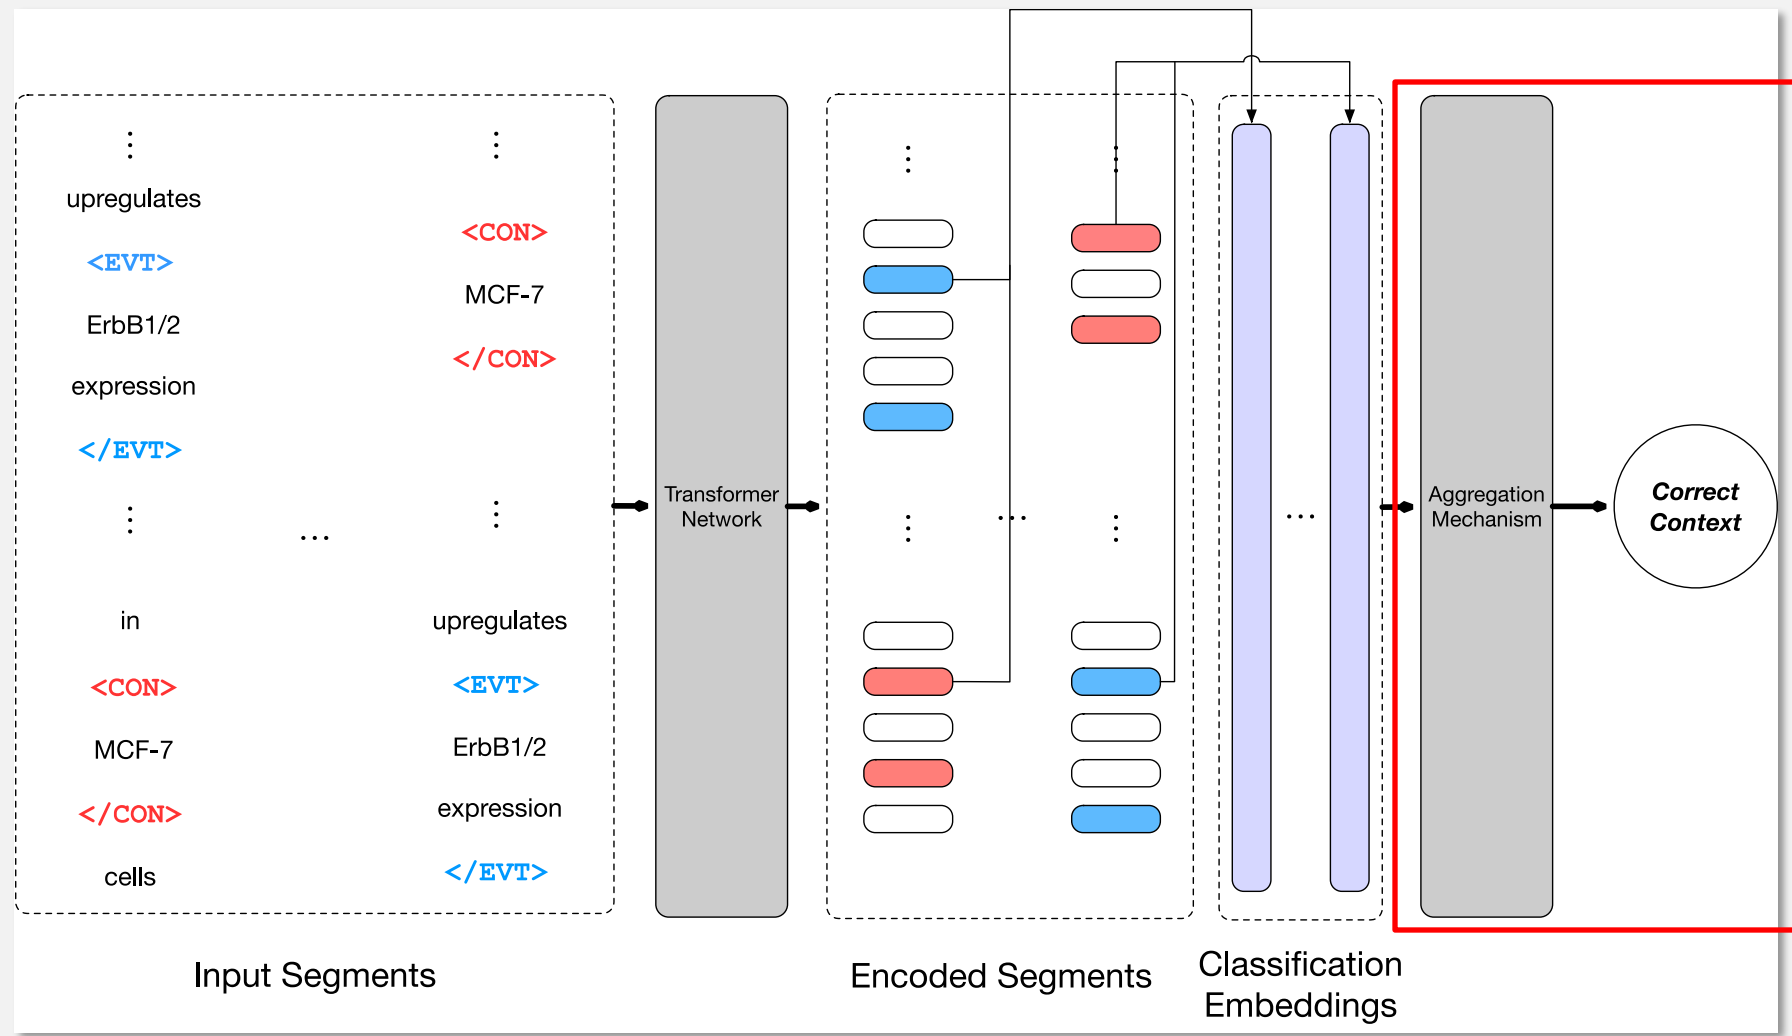 ⋮
upregulates
<EVT>
ErbB1/2
expression
</EVT>
⋮
in
<CON>
MCF-7
</CON>
cells
...
⋮
<CON>
MCF-7
</CON>
⋮
upregulates
<EVT>
ErbB1/2
expression
</EVT>
Input Segments
Transformer
Network
⋮
⋮
...
⋮
⋮
Encoded Segments
...
Classification
Embeddings
Aggregation
Mechanism
Correct
Context